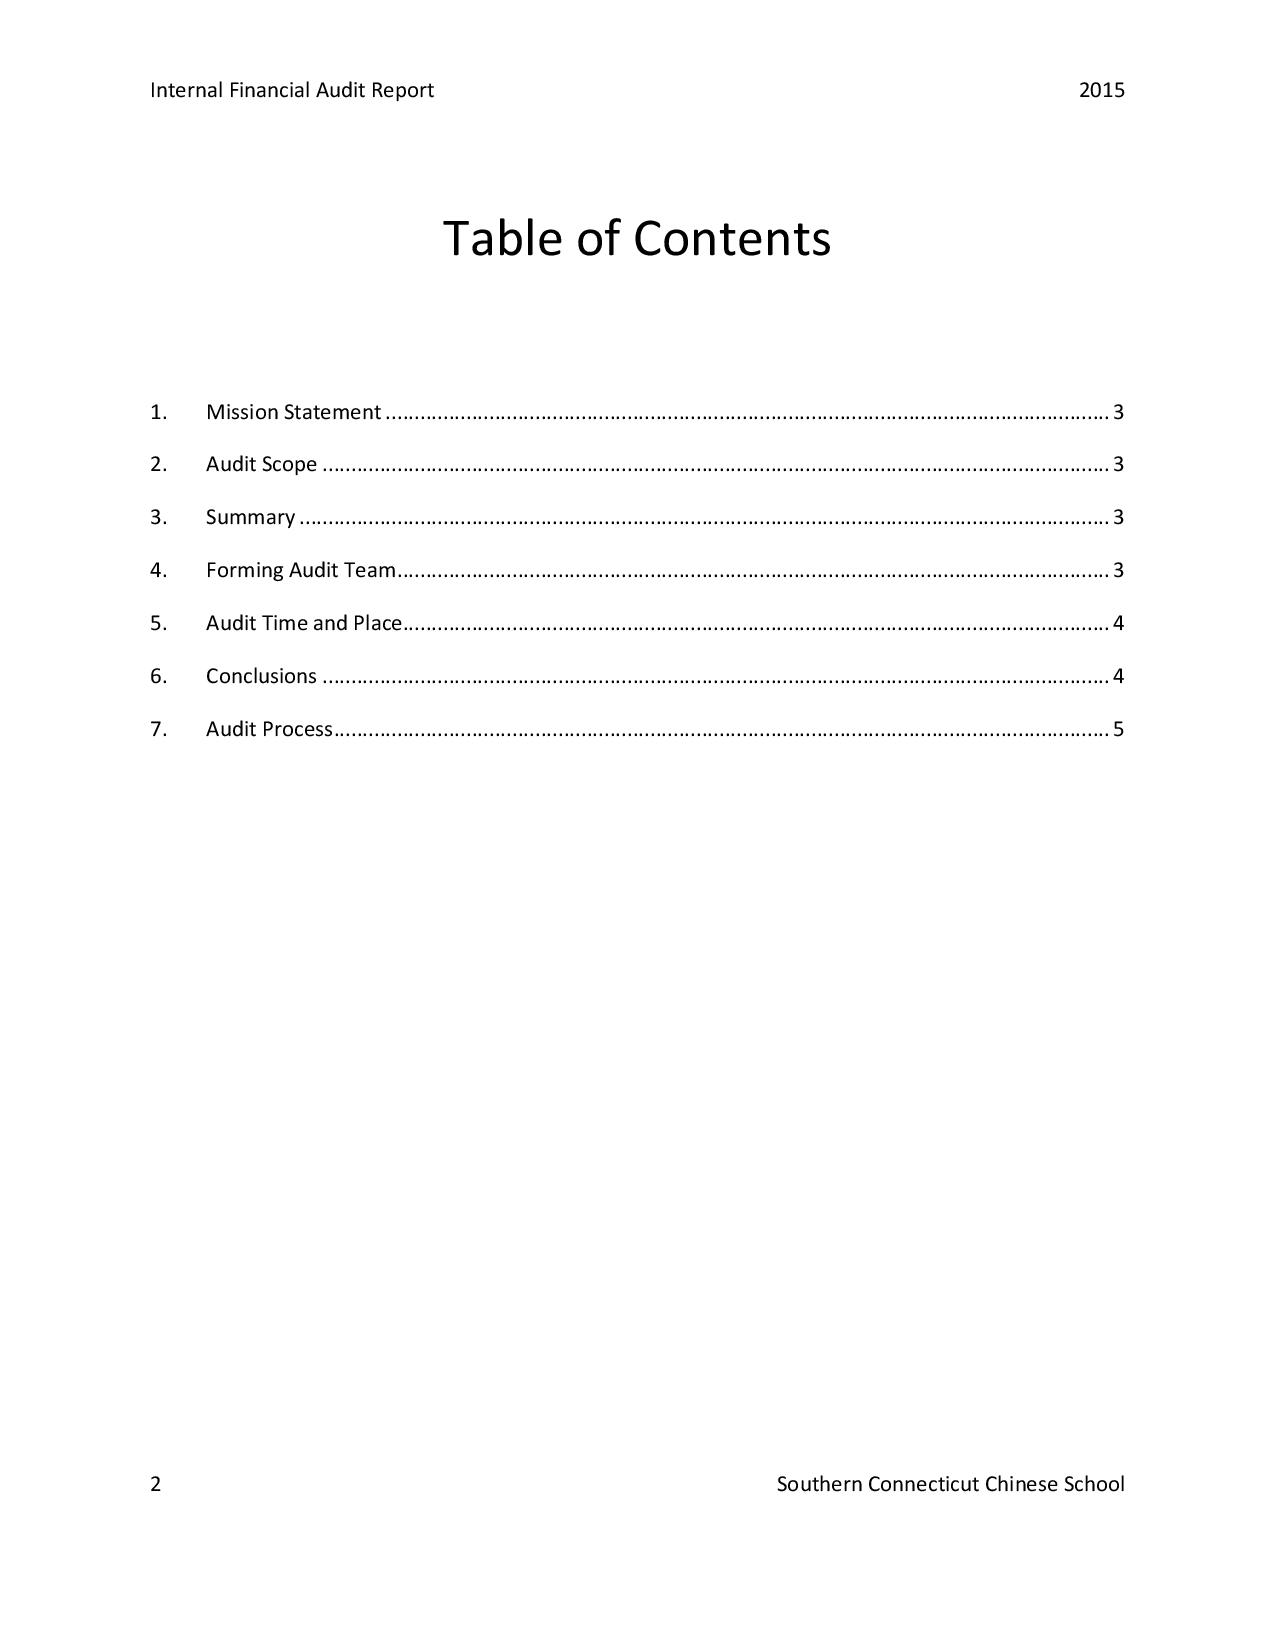 Internal Financial Audit Report 2015
Table of Contents
1. Mission Statement ............................................................................................................................. 3
2. Audit Scope ........................................................................................................................................ 3
3. Summary ............................................................................................................................................ 3
4. Forming Audit Team........................................................................................................................... 3
5. Audit Time and Place.......................................................................................................................... 4
6. Conclusions ........................................................................................................................................ 4
7. Audit Process...................................................................................................................................... 5
2 Southern Connecticut Chinese School